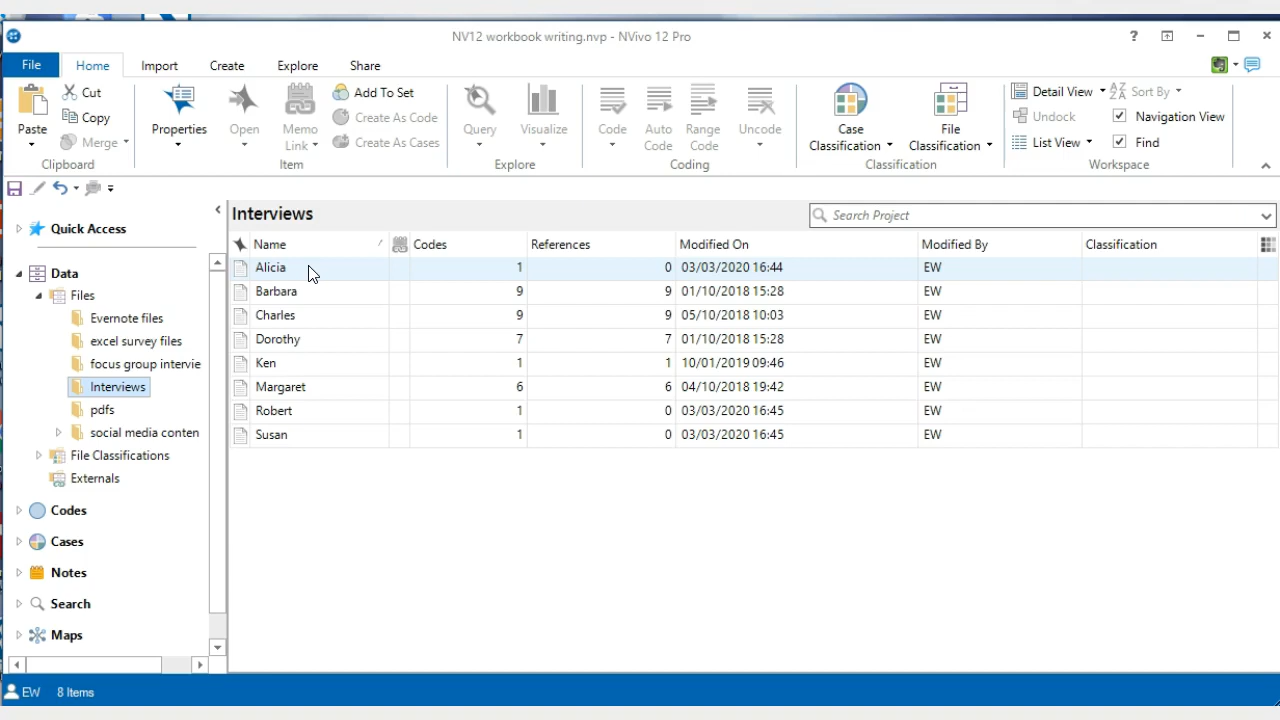 NV12 workbook writing.nvp - NVivo 12 Pro
?
File Home Import Create Explore Share
Paste
Cut
Copy
Merge
Clipboard
Properties
Open
Memo Link
Add To Set
Create As Code
Create As Cases
Item
Query
Visualize
Explore
Code
Auto Code
Range Code
Uncode
Coding
Case Classification
File Classification
Classification
Detail View
Sort By
Undock
Navigation View
List View
Find
Workspace
Quick Access
Data
Files
Evernote files
excel survey files
focus group intervie
Interviews
pdfs
social media conten
File Classifications
Externals
Codes
Cases
Notes
Search
Maps
Interviews
Search Project
Name Codes References Modified On Modified By Classification
Alicia 1 0 03/03/2020 16:44 EW
Barbara 9 9 01/10/2018 15:28 EW
Charles 9 9 05/10/2018 10:03 EW
Dorothy 7 7 01/10/2018 15:28 EW
Ken 1 1 10/01/2019 09:46 EW
Margaret 6 6 04/10/2018 19:42 EW
Robert 1 0 03/03/2020 16:45 EW
Susan 1 0 03/03/2020 16:45 EW
EW 8 Items